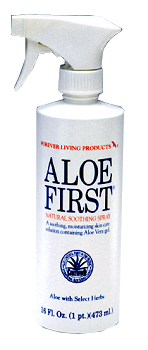 FOREVER LIVING PRODUCTS
ALOE
FIRST®
NATURAL SOOTHING SPRAY
A soothing, moisturizing skin care
solution containing Aloe Vera gel.
Aloe with Select Herbs
16 Fl. Oz. (1 pt.)(473 ml.)